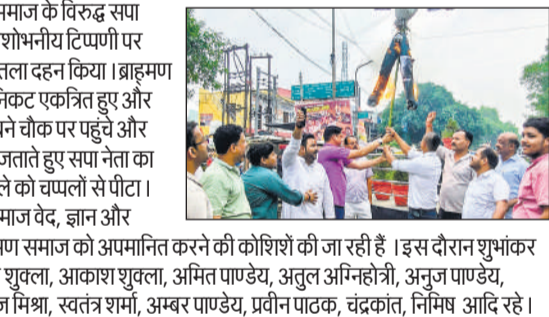 समाज के विरुद्ध सपा
शोभनीय टिप्पणी पर
तला दहन किया । ब्राह्मण
निकट एकत्रित हुए और
चौक पर पहुंचे और
जताते हुए सपा नेता का
ले को चप्पलों से पीटा ।
माज वेद, ज्ञान और
मण समाज को अपमानित करने की कोशिशें की जा रही हैं । इस दौरान शुभांकर
शुक्ला, आकाश शुक्ला, अमित पाण्डेय, अतुल अग्निहोत्री, अनुज पाण्डेय,
मिश्रा, स्वतंत्र शर्मा, अम्बर पाण्डेय, प्रवीन पाठक, चंद्रकांत, निमिष आदि रहे ।